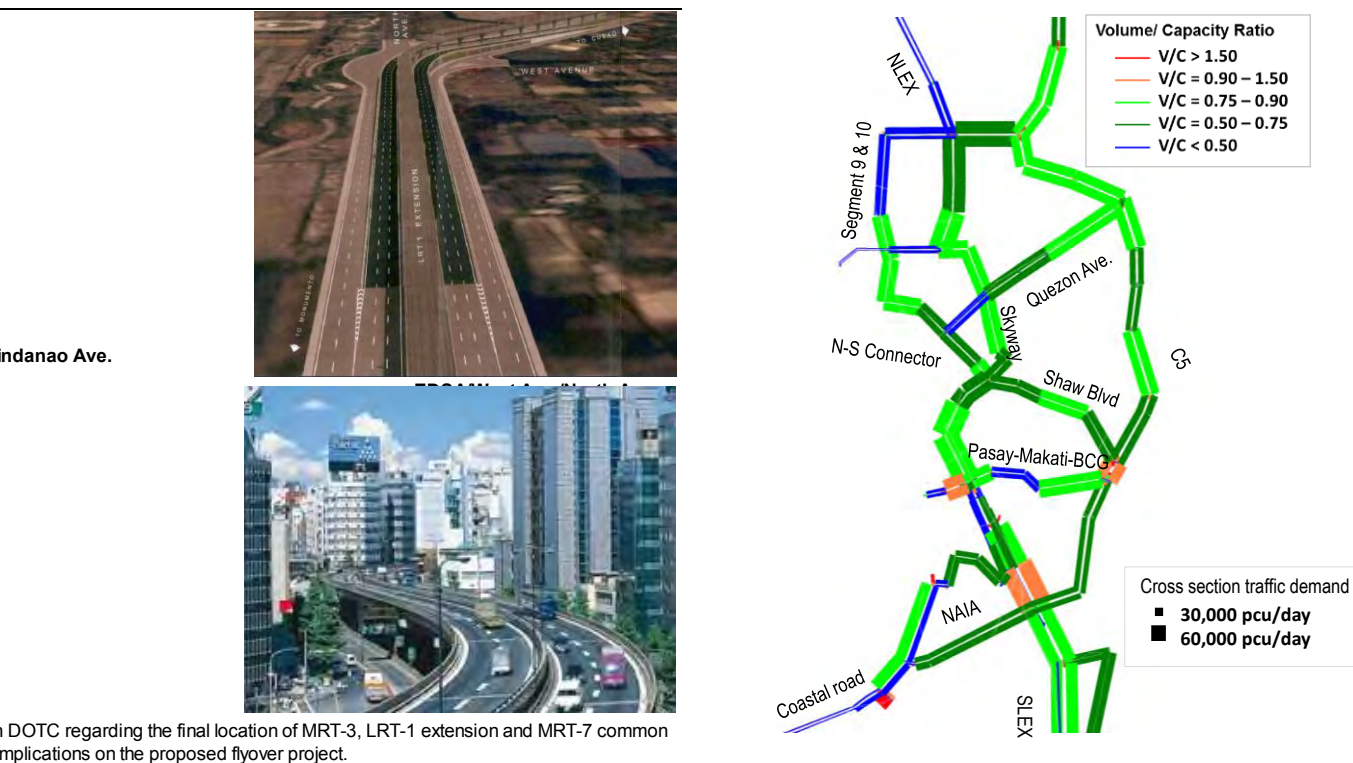 NORTH
AVE.
TO CUBAO
WEST AVENUE
LRT1 EXTENSION
TO MONUMENTO
indanao Ave.
n DOTC regarding the final location of MRT-3, LRT-1 extension and MRT-7 common
mplications on the proposed flyover project.
Volume/ Capacity Ratio
V/C > 1.50
V/C = 0.90 – 1.50
V/C = 0.75 – 0.90
V/C = 0.50 – 0.75
V/C < 0.50
NLEX
Segment 9 & 10
Quezon Ave.
Skyway
N-S Connector
C5
Shaw Blvd
Pasay-Makati-BCG
NAIA
Cross section traffic demand
30,000 pcu/day
60,000 pcu/day
Coastal road
SLEX